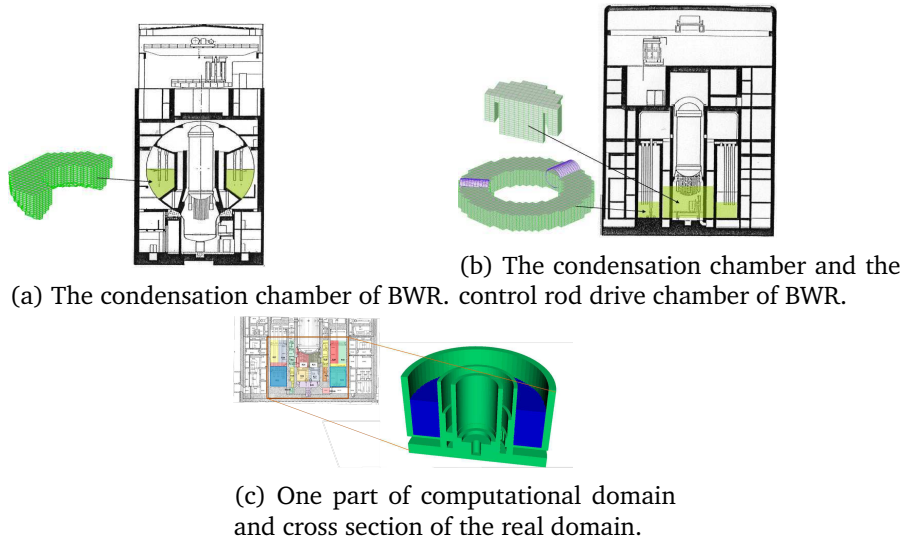 (a) The condensation chamber of BWR.
(b) The condensation chamber and the
control rod drive chamber of BWR.
(c) One part of computational domain
and cross section of the real domain.